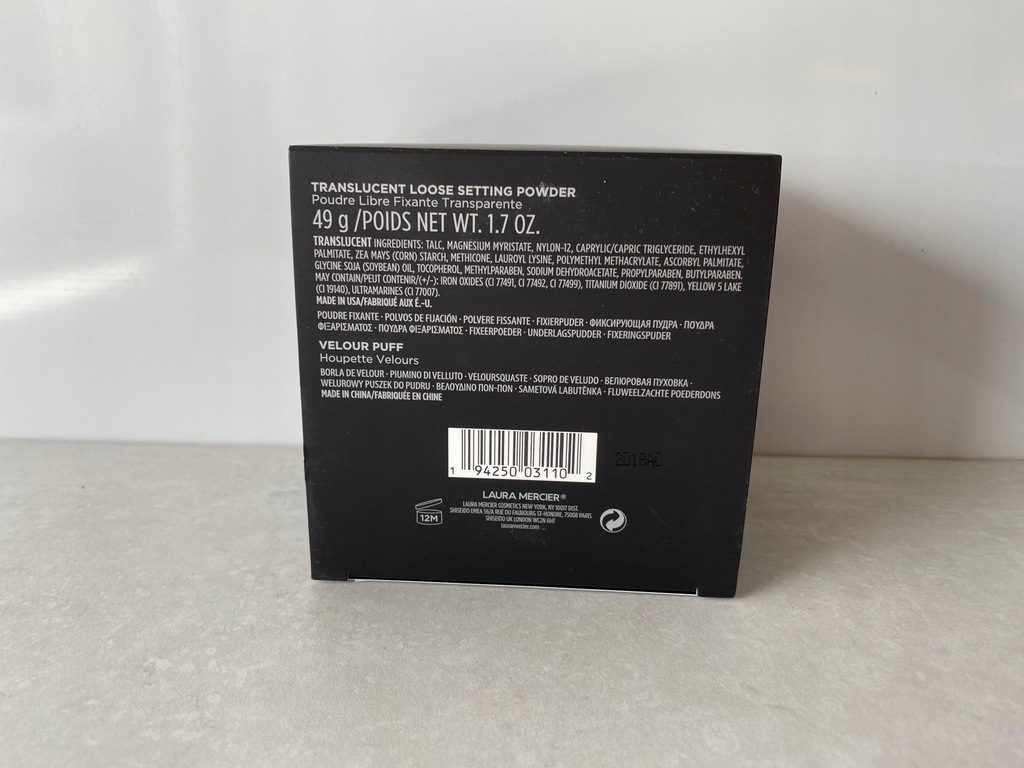 TRANSLUCENT LOOSE SETTING POWDER
Poudre Libre Fixante Transparente
49 g /POIDS NET WT. 1.7 OZ.
TRANSLUCENT INGREDIENTS: TALC, MAGNESIUM MYRISTATE, NYLON-12, CAPRYLIC/CAPRIC TRIGLYCERIDE, ETHYLHEXYL
PALMITATE, ZEA MAYS (CORN) STARCH, METHICONE, LAUROYL LYSINE, POLYMETHYL METHACRYLATE, ASCORBYL PALMITATE,
GLYCINE SOJA (SOYBEAN) OIL, TOCOPHEROL, METHYLPARABEN, SODIUM DEHYDROACETATE, PROPYLPARABEN, BUTYLPARABEN.
MAY CONTAIN/PEUT CONTENIR/(+/-): IRON OXIDES (CI 77491, CI 77492, CI 77499), TITANIUM DIOXIDE (CI 77891), YELLOW 5 LAKE
(CI 19140), ULTRAMARINES (CI 77007).
MADE IN USA/FABRIQUÉ AUX É.-U.
POUDRE FIXANTE · POLVOS DE FIJACIÓN · POLVERE FISSANTE · FIXIERPUDER · ФИКСИРУЮЩАЯ ПУДРА · ΠΟΥΔΡΑ
ΦΙΞΑΡΙΣΜΑΤΟΣ · ΠΟΥΔΡΑ ΦΙΞΑΡΙΣΜΑΤΟΣ · FIXEERPOEDER · UNDERLAGSPUDDER · FIXERINGSPUDER
VELOUR PUFF
Houpette Velours
BORLA DE VELOUR · PIUMINO DI VELLUTO · VELOURSQUASTE · SOPRO DE VELUDO · ВЕЛЮРОВАЯ ПУХОВКА ·
WELUROWY PUSZEK DO PUDRU · ΒΕΛΟΥΔΙΝΟ ΠΟΝ-ΠΟΝ · SAMETOVÁ LABUTĚNKA · FLUWEELZACHTE POEDERDONS
MADE IN CHINA/FABRIQUÉE EN CHINE
1 94250 03110 2
2018AC
LAURA MERCIER®
LAURA MERCIER COSMETICS NEW YORK, NY 10017 DIST.
SHISEIDO EMEA 56/A RUE DU FAUBOURG ST-HONORE, 75008 PARIS
SHISEIDO UK LONDON WC2N 6HT
lauramercier.com
12M